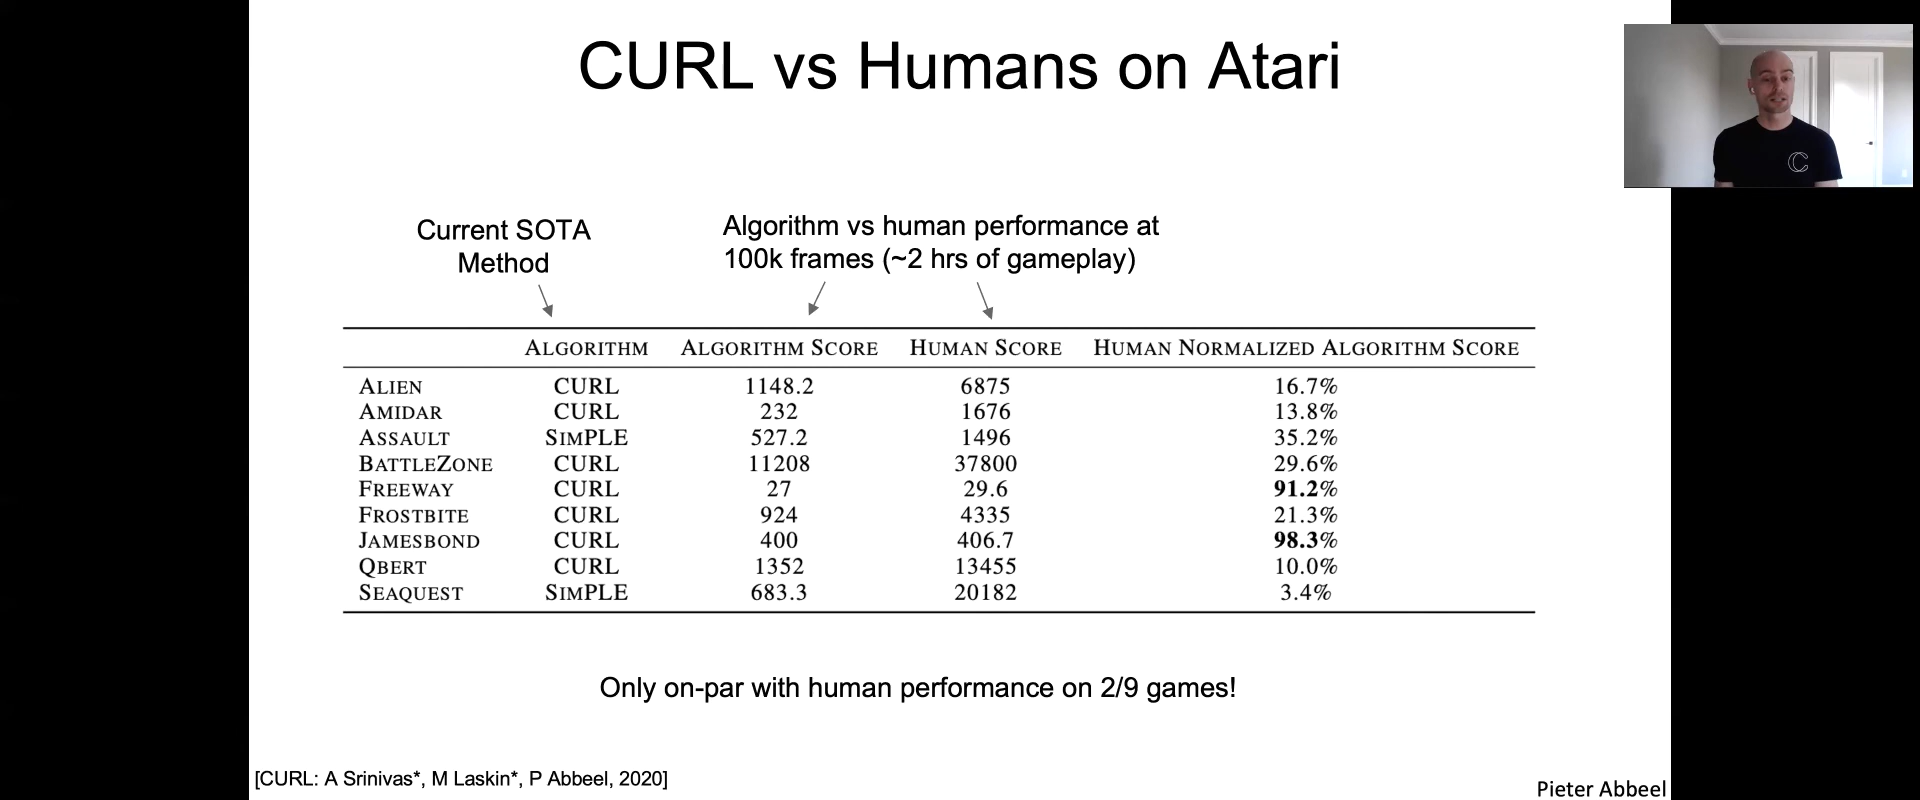 CURL vs Humans on Atari
Current SOTA
Method
Algorithm vs human performance at
100k frames (~2 hrs of gameplay)
ALGORITHM ALGORITHM SCORE HUMAN SCORE HUMAN NORMALIZED ALGORITHM SCORE
ALIEN CURL 1148.2 6875 16.7%
AMIDAR CURL 232 1676 13.8%
ASSAULT SIMPLE 527.2 1496 35.2%
BATTLEZONE CURL 11208 37800 29.6%
FREEWAY CURL 27 29.6 91.2%
FROSTBITE CURL 924 4335 21.3%
JAMESBOND CURL 400 406.7 98.3%
QBERT CURL 1352 13455 10.0%
SEAQUEST SIMPLE 683.3 20182 3.4%
Only on-par with human performance on 2/9 games!
[CURL: A Srinivas*, M Laskin*, P Abbeel, 2020]
Pieter Abbeel
C